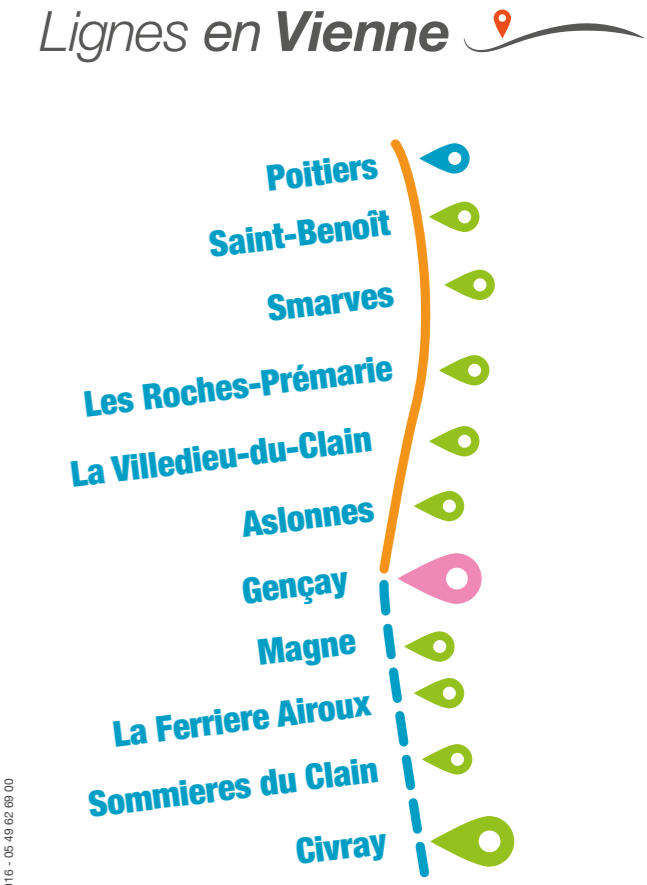 Lignes en Vienne
Poitiers
Saint-Benoît
Smarves
Les Roches-Prémarie
La Villedieu-du-Clain
Aslonnes
Gençay
Magne
La Ferriere Airoux
Sommieres du Clain
Civray
016 - 05 49 62 69 00